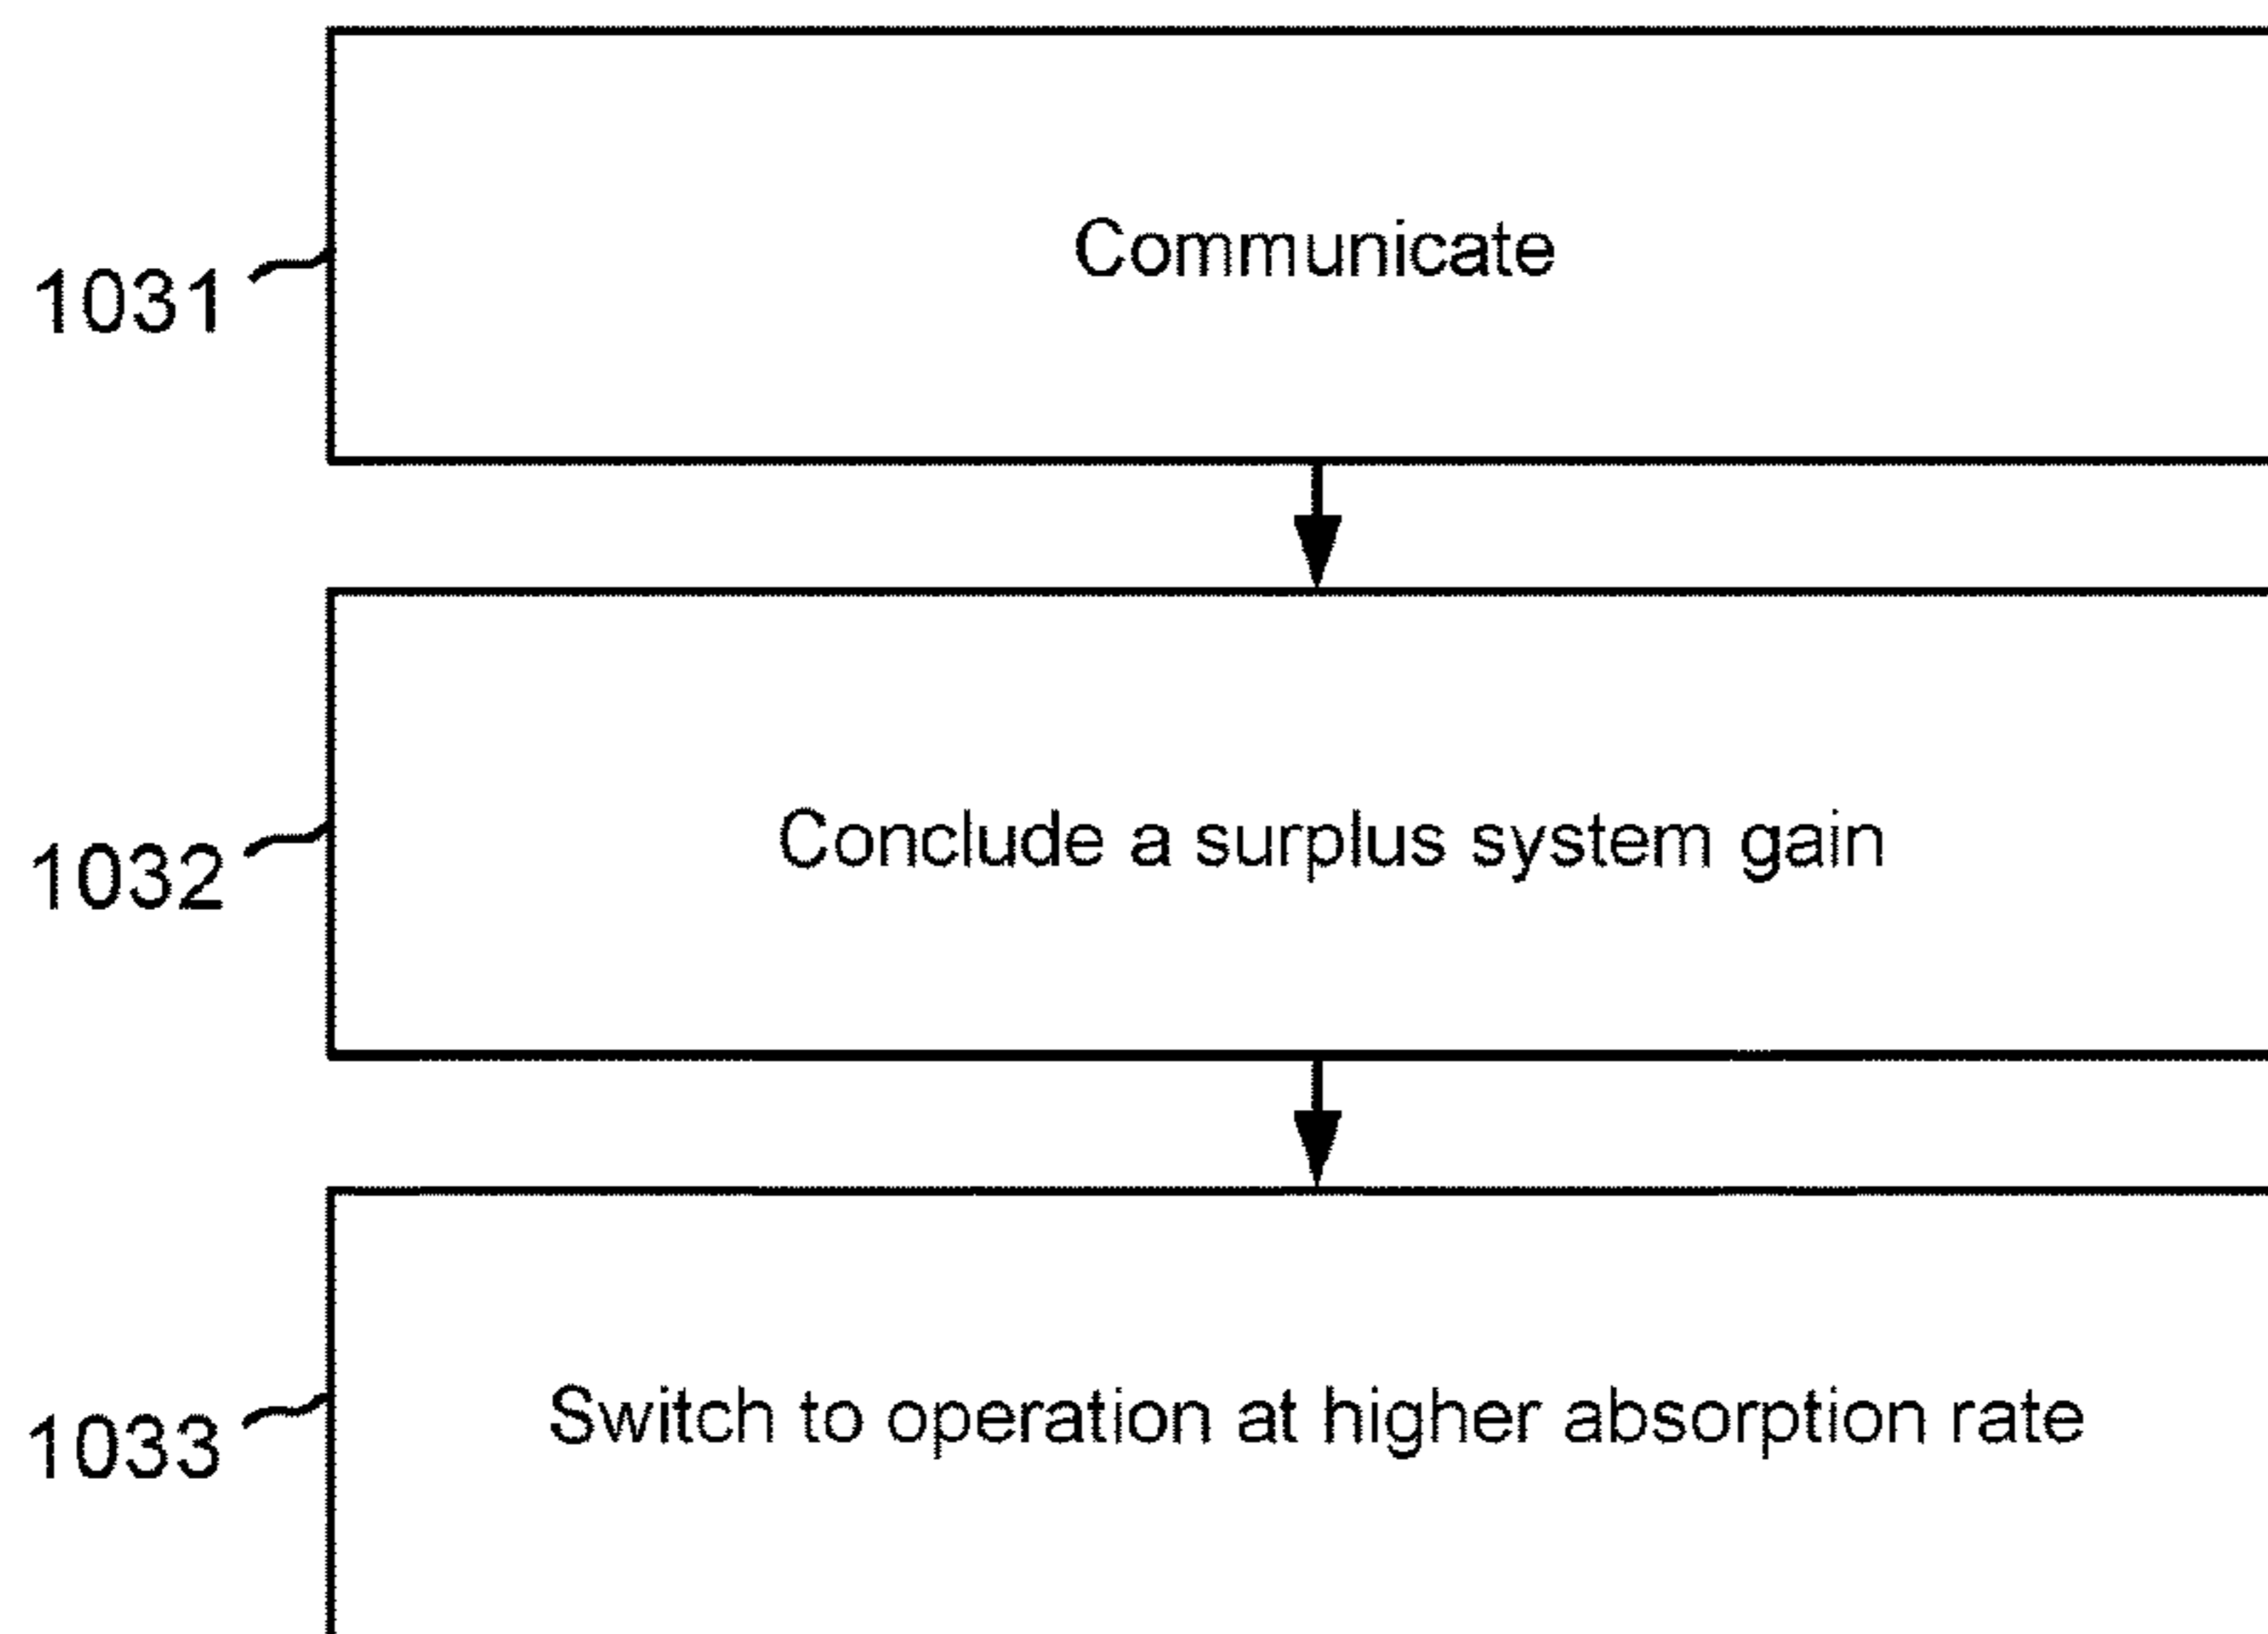 Communicate
1031
Conclude a surplus system gain
1032
Switch to operation at higher absorption rate
1033